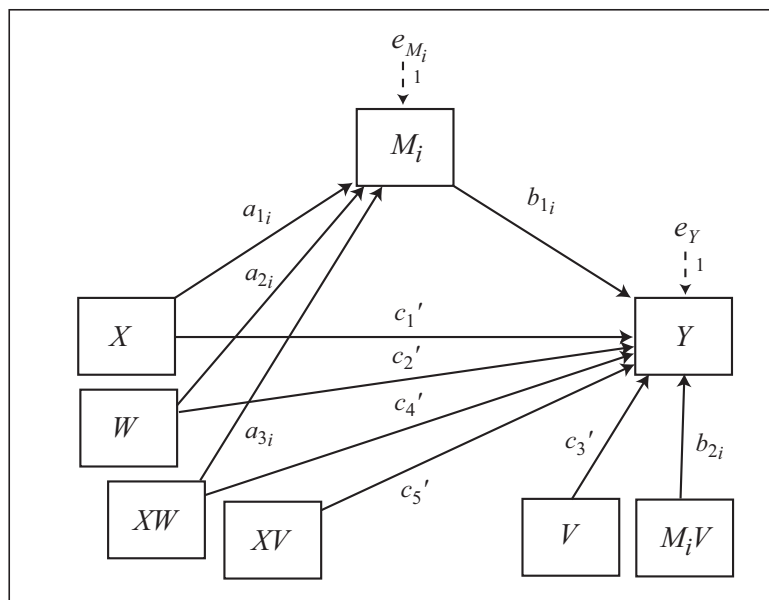 e_{M_i}
1
M_i
a_{1i}
b_{1i}
a_{2i}
e_Y
1
X
c_1′
Y
c_2′
W
c_4′
a_{3i}
c_3′
b_{2i}
c_5′
XW
XV
V
M_iV